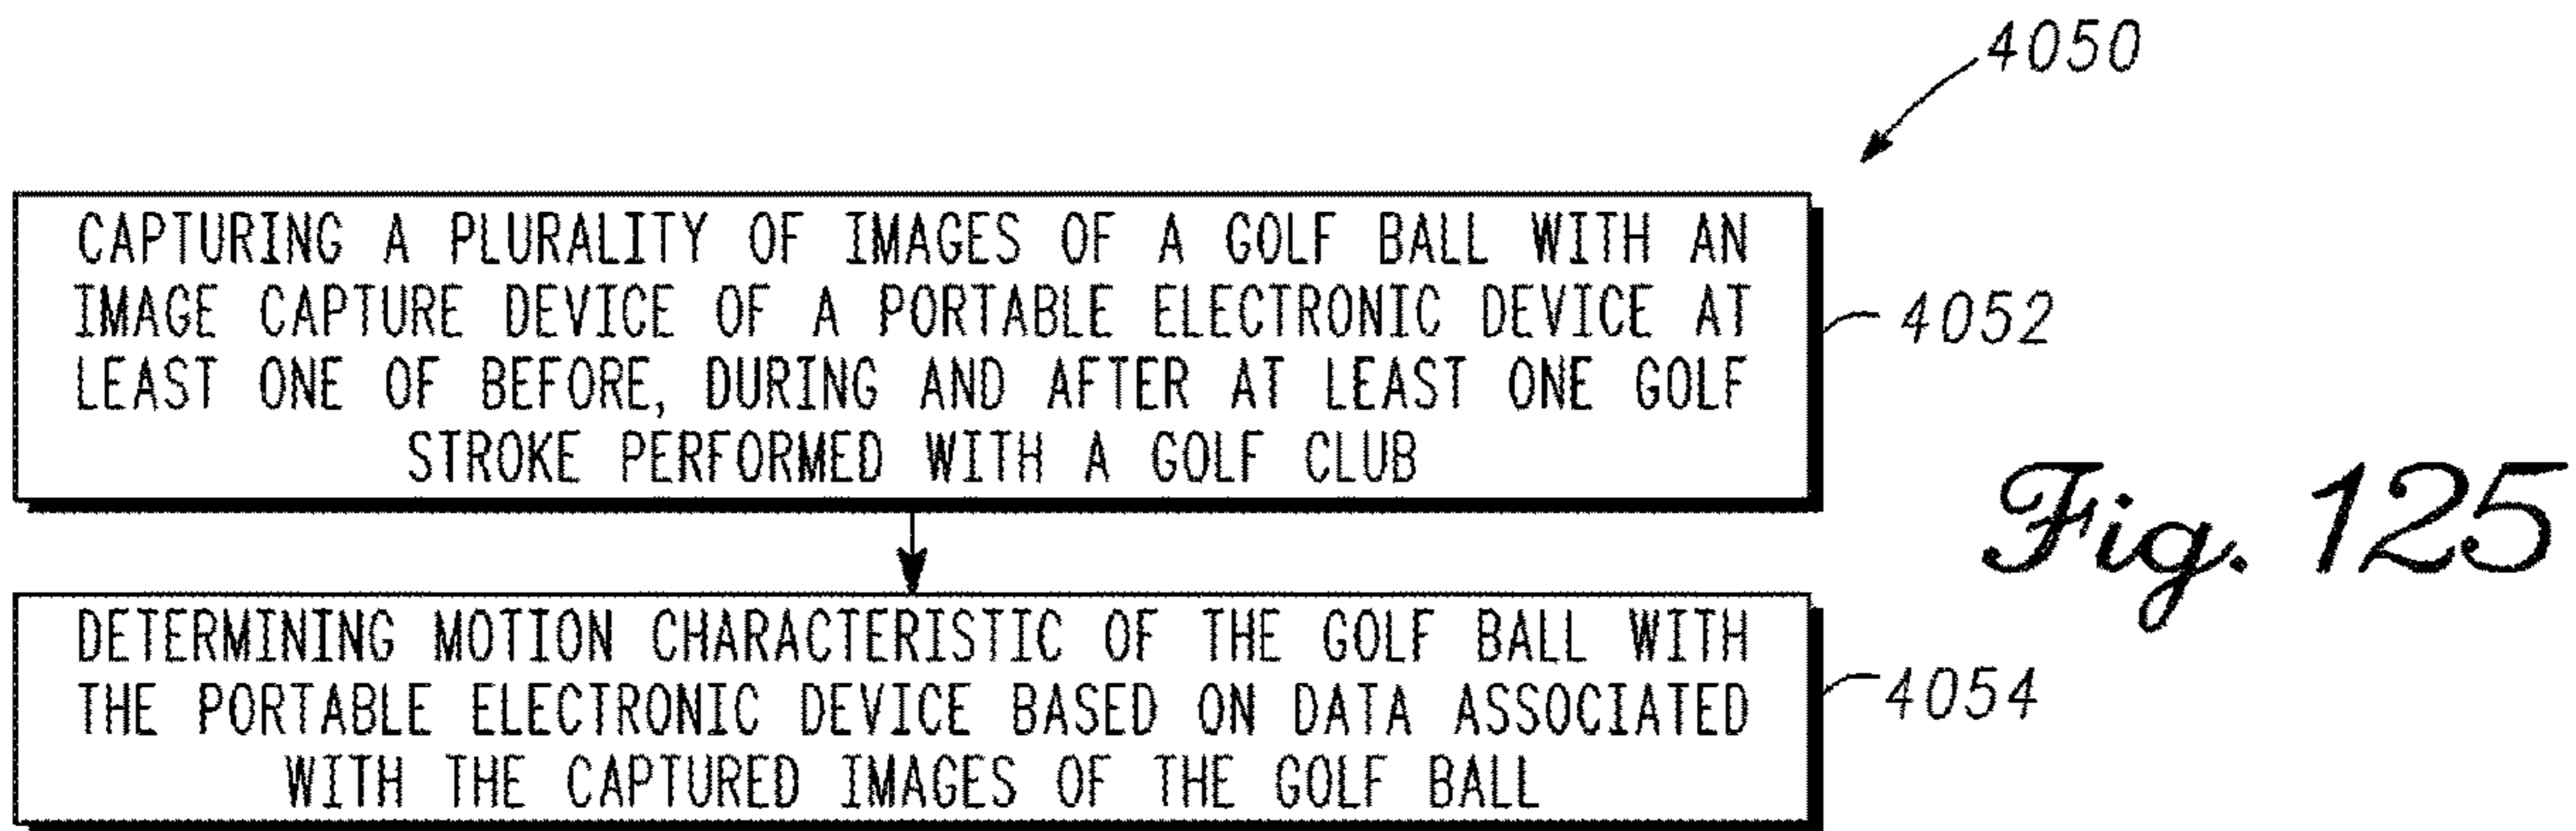 4050
CAPTURING A PLURALITY OF IMAGES OF A GOLF BALL WITH AN
IMAGE CAPTURE DEVICE OF A PORTABLE ELECTRONIC DEVICE AT
LEAST ONE OF BEFORE, DURING AND AFTER AT LEAST ONE GOLF
STROKE PERFORMED WITH A GOLF CLUB
4052
Fig. 125
DETERMINING MOTION CHARACTERISTIC OF THE GOLF BALL WITH
THE PORTABLE ELECTRONIC DEVICE BASED ON DATA ASSOCIATED
WITH THE CAPTURED IMAGES OF THE GOLF BALL
4054